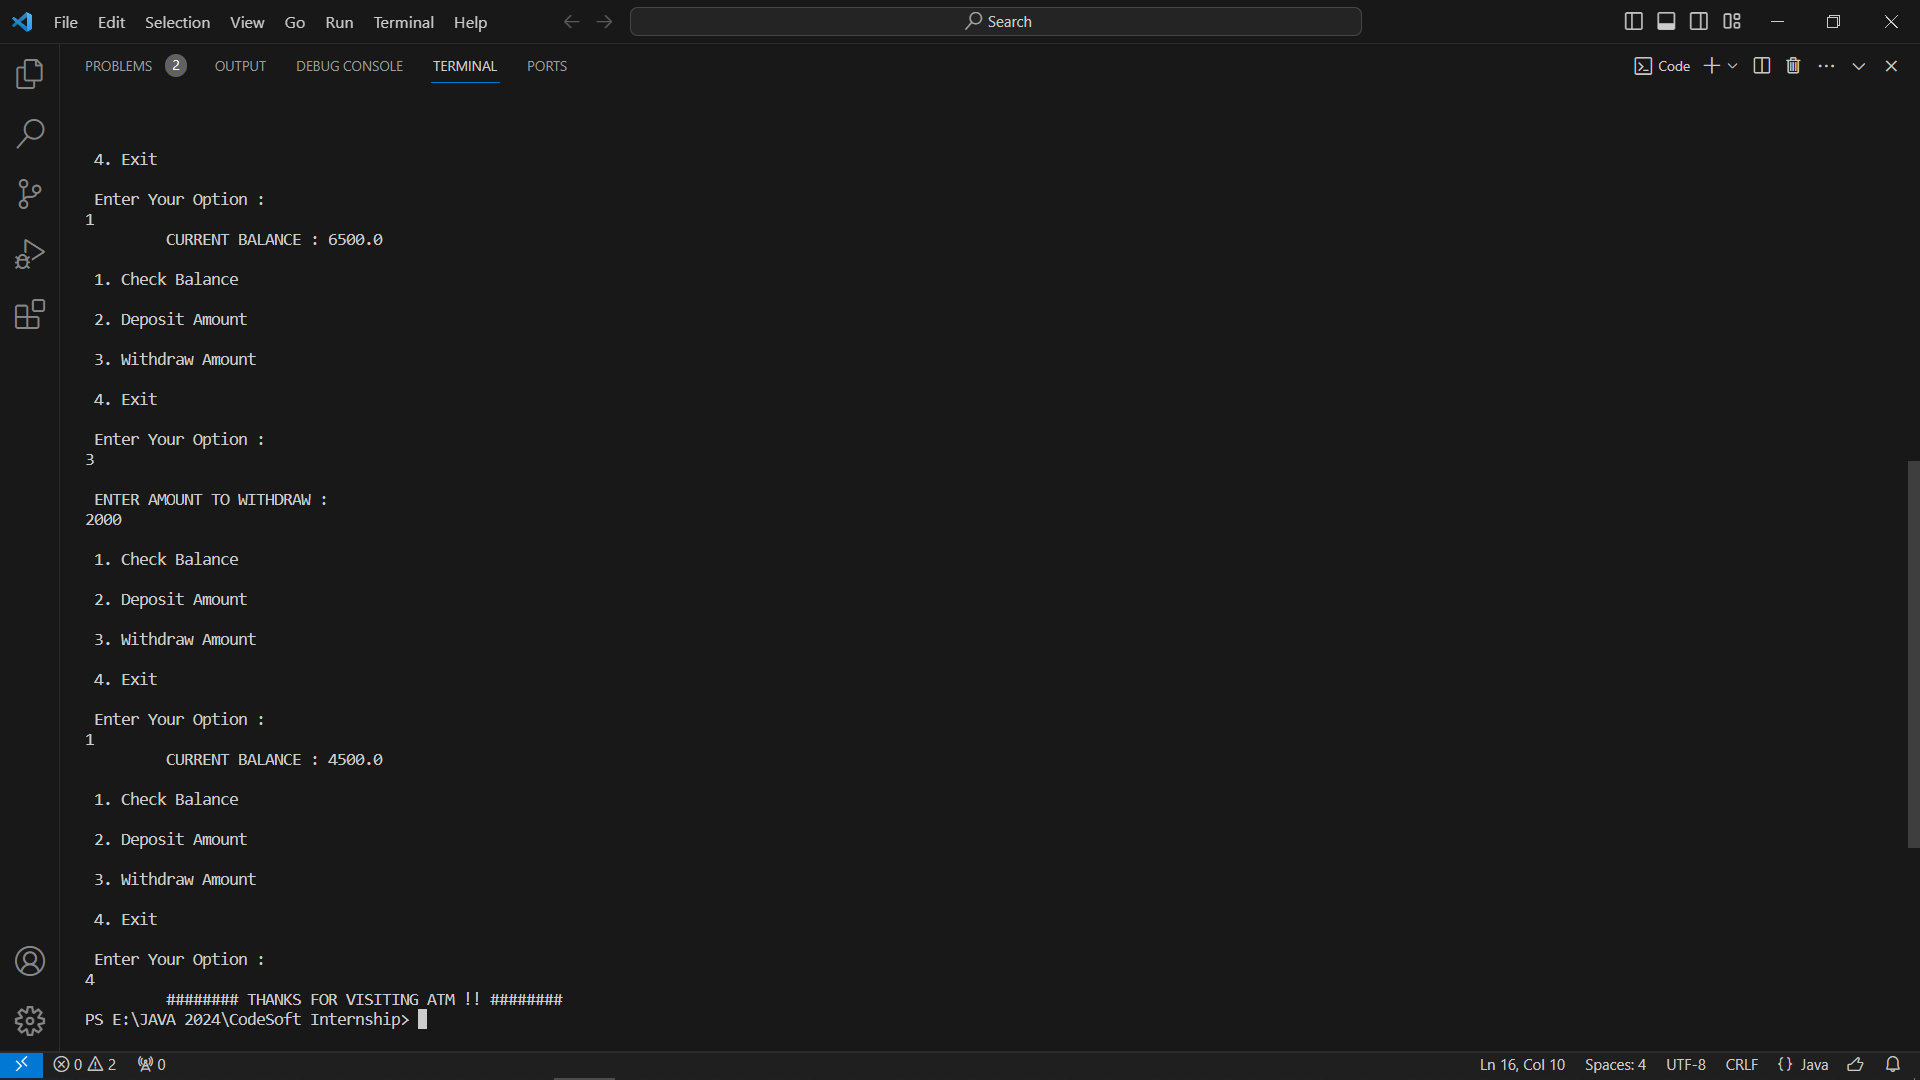 File Edit Selection View Go Run Terminal Help Search
PROBLEMS 2 OUTPUT DEBUG CONSOLE TERMINAL PORTS Code
4. Exit
Enter Your Option :
1
CURRENT BALANCE : 6500.0
1. Check Balance
2. Deposit Amount
3. Withdraw Amount
4. Exit
Enter Your Option :
3
ENTER AMOUNT TO WITHDRAW :
2000
1. Check Balance
2. Deposit Amount
3. Withdraw Amount
4. Exit
Enter Your Option :
1
CURRENT BALANCE : 4500.0
1. Check Balance
2. Deposit Amount
3. Withdraw Amount
4. Exit
Enter Your Option :
4
######## THANKS FOR VISITING ATM !! ########
PS E:\JAVA 2024\CodeSoft Internship>
0 2 0 Ln 16, Col 10 Spaces: 4 UTF-8 CRLF {} Java